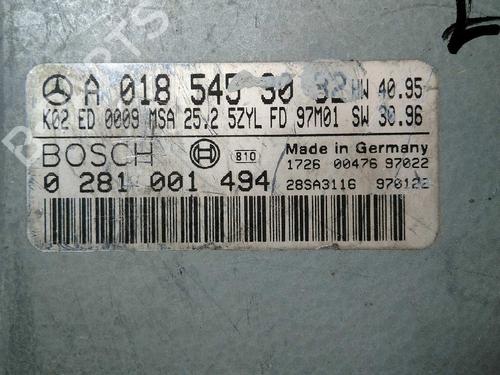 A 018 545 30 32 HW 40.95
K02 ED 0009 MSA 25.2 5ZYL FD 97M01 SW 30.96
BOSCH 810 Made in Germany
1726 00476 97022
0 281 001 494 28SA3116 970122